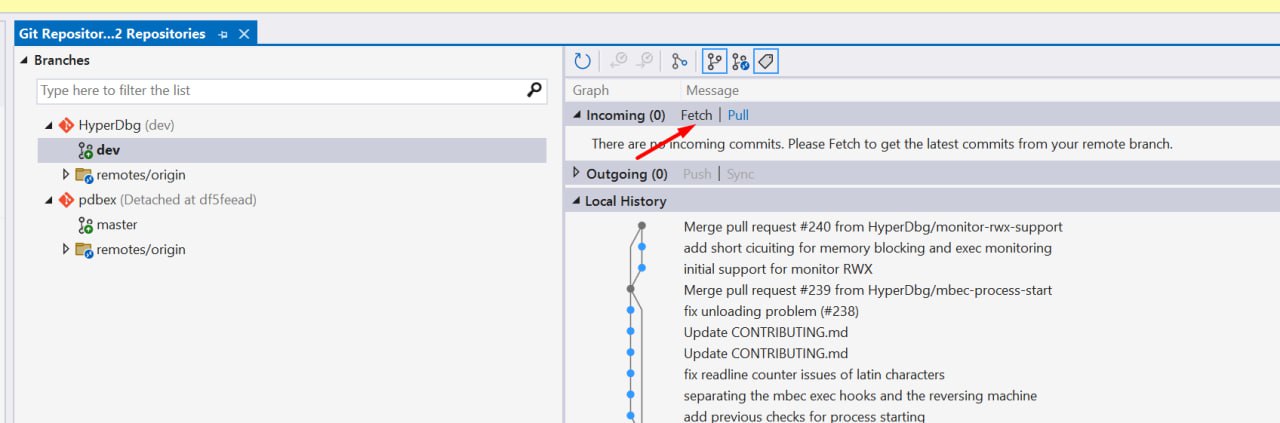 Git Repositor...2 Repositories
Branches
Type here to filter the list
HyperDbg (dev)
dev
remotes/origin
pdbex (Detached at df5feead)
master
remotes/origin
Graph Message
Incoming (0) Fetch | Pull
There are no incoming commits. Please Fetch to get the latest commits from your remote branch.
Outgoing (0) Push | Sync
Local History
Merge pull request #240 from HyperDbg/monitor-rwx-support
add short cicuiting for memory blocking and exec monitoring
initial support for monitor RWX
Merge pull request #239 from HyperDbg/mbec-process-start
fix unloading problem (#238)
Update CONTRIBUTING.md
Update CONTRIBUTING.md
fix readline counter issues of latin characters
separating the mbec exec hooks and the reversing machine
add previous checks for process starting